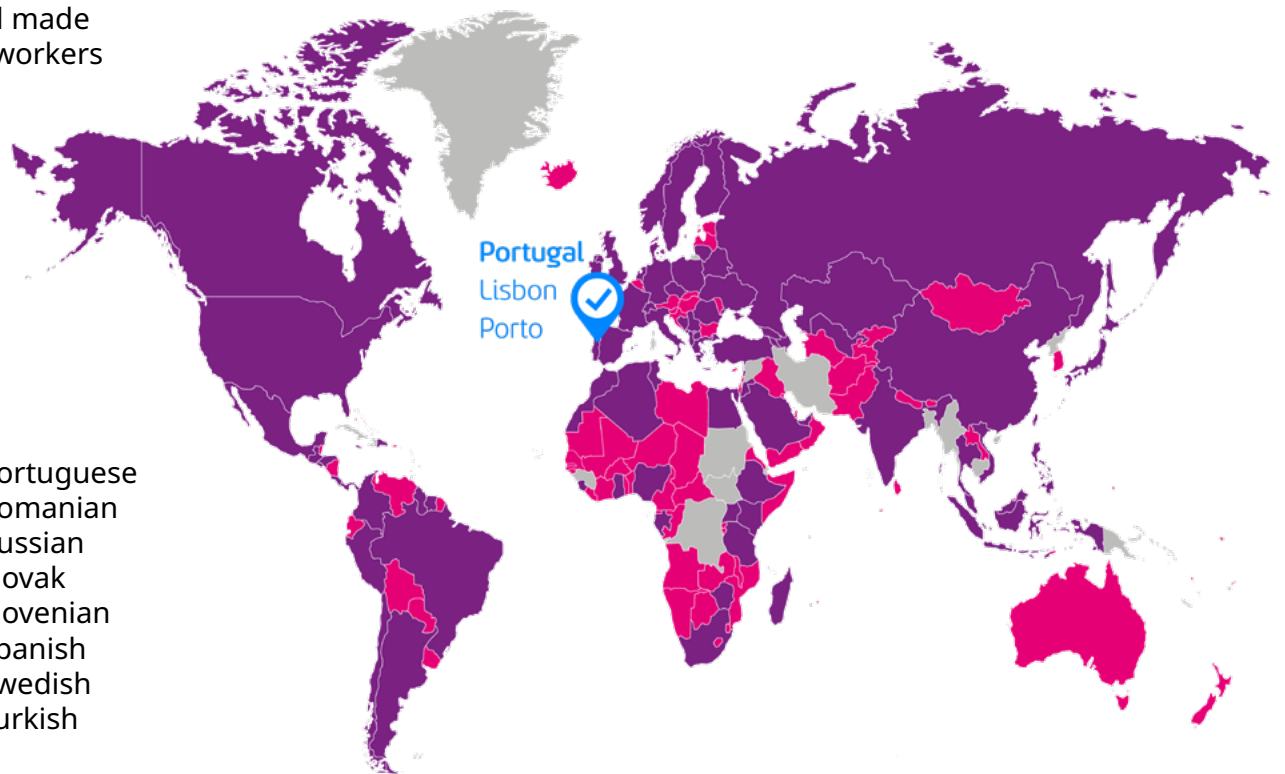 l made
workers
Portugal
Lisbon
Porto
ortuguese
omanian
ussian
ovak
ovenian
panish
wedish
urkish